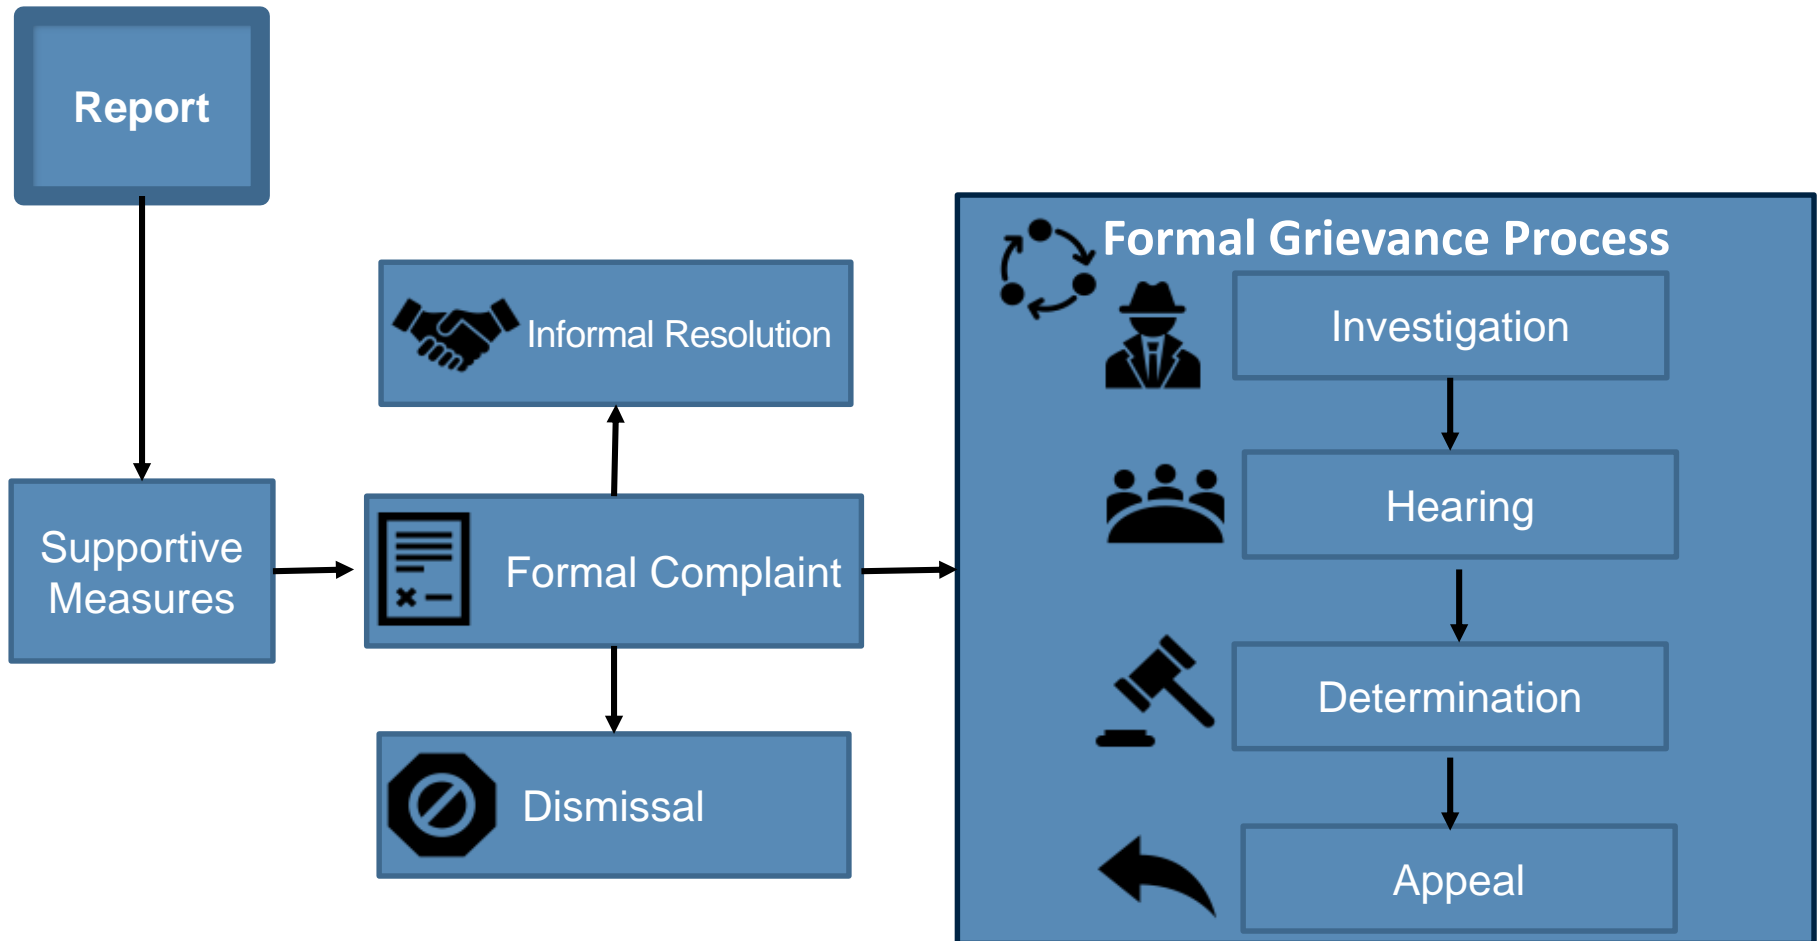 Report
Supportive
Measures
Informal Resolution
Formal Complaint
Dismissal
Formal Grievance Process
Investigation
Hearing
Determination
Appeal